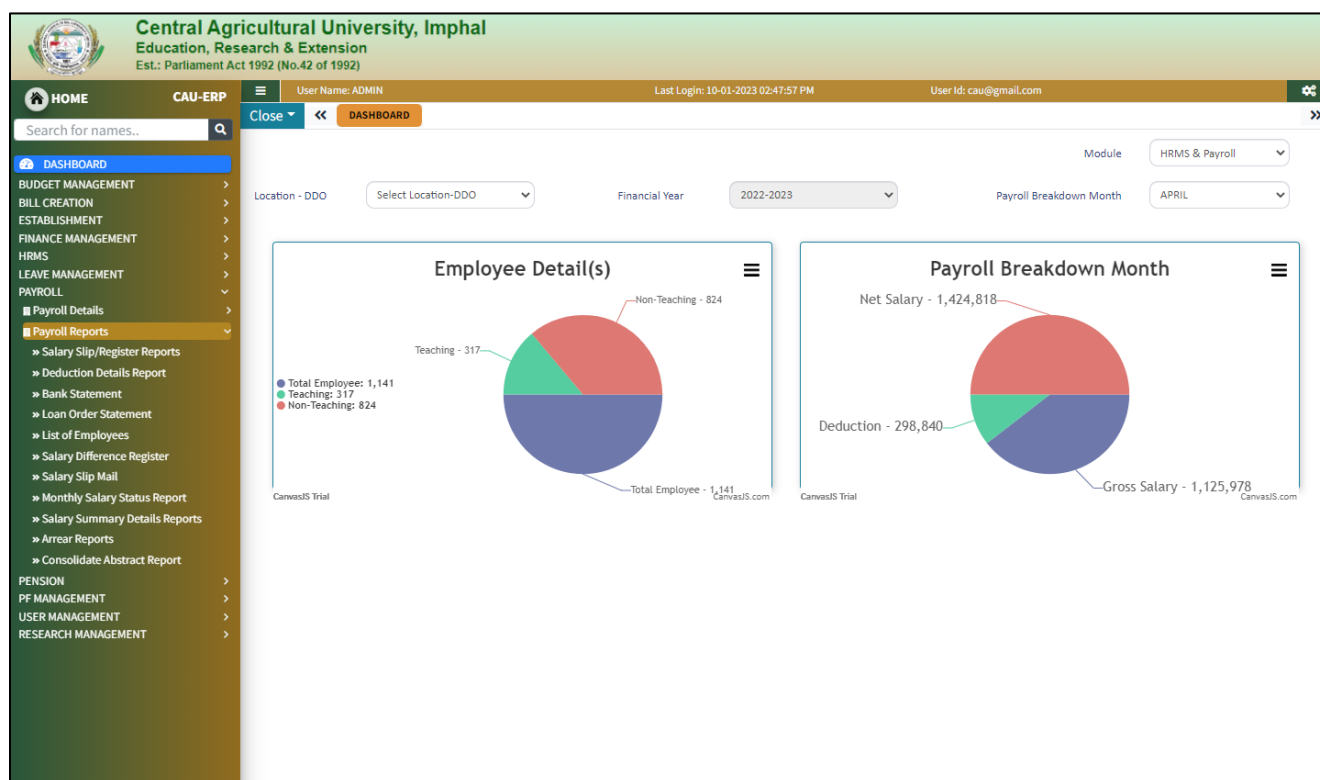 Central Agricultural University, Imphal
Education, Research & Extension
Est.: Parliament Act 1992 (No.42 of 1992)
HOME CAU-ERP
User Name: ADMIN Last Login: 10-01-2023 02:47:57 PM User Id: cau@gmail.com
Search for names..
Close DASHBOARD
DASHBOARD
BUDGET MANAGEMENT
BILL CREATION
ESTABLISHMENT
FINANCE MANAGEMENT
HRMS
LEAVE MANAGEMENT
PAYROLL
Payroll Details
Payroll Reports
» Salary Slip/Register Reports
» Deduction Details Report
» Bank Statement
» Loan Order Statement
» List of Employees
» Salary Difference Register
» Salary Slip Mail
» Monthly Salary Status Report
» Salary Summary Details Reports
» Arrear Reports
» Consolidate Abstract Report
PENSION
PF MANAGEMENT
USER MANAGEMENT
RESEARCH MANAGEMENT
Module HRMS & Payroll
Location - DDO Select Location-DDO Financial Year 2022-2023 Payroll Breakdown Month APRIL
Employee Detail(s)
Non-Teaching - 824
Teaching - 317
Total Employee: 1,141
Teaching: 317
Non-Teaching: 824
Total Employee - 1,141
CanvasJS Trial CanvasJS.com
Payroll Breakdown Month
Net Salary - 1,424,818
Deduction - 298,840
Gross Salary - 1,125,978
CanvasJS Trial CanvasJS.com